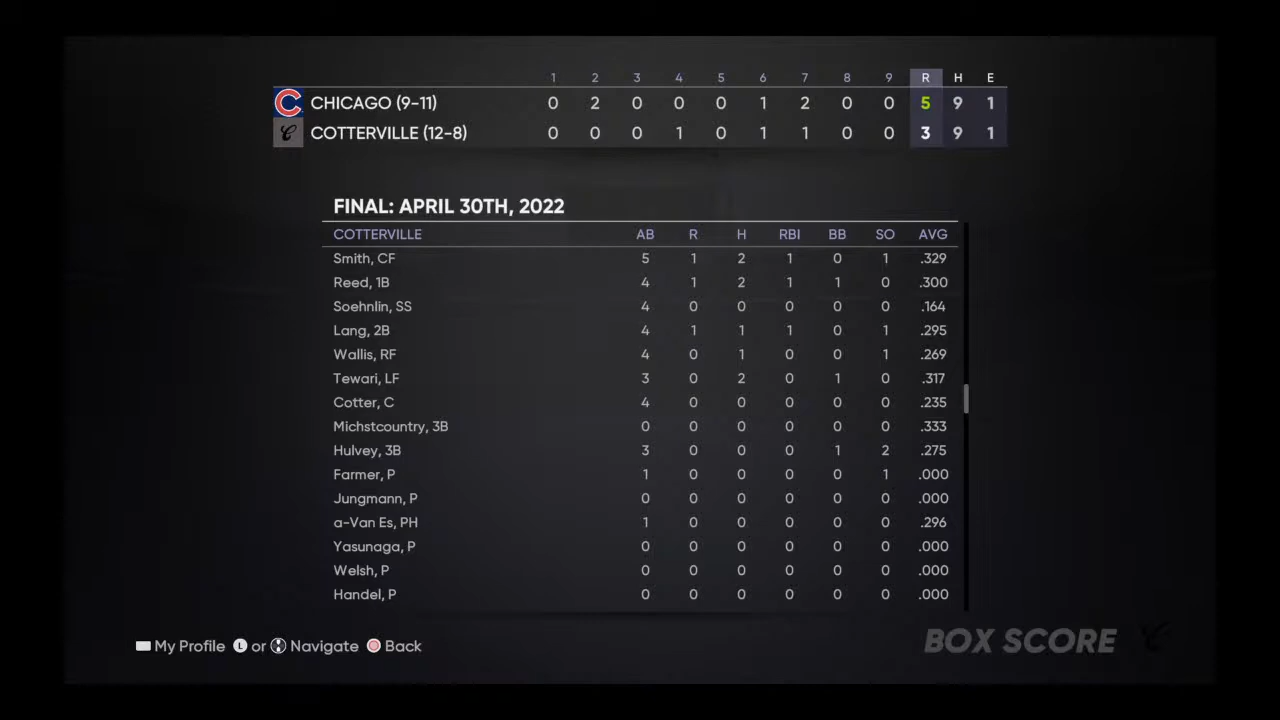 1 2 3 4 5 6 7 8 9 R H E
C CHICAGO (9-11) 0 2 0 0 0 1 2 0 0 5 9 1
C COTTERVILLE (12-8) 0 0 0 1 0 1 1 0 0 3 9 1
FINAL: APRIL 30TH, 2022
COTTERVILLE AB R H RBI BB SO AVG
Smith, CF 5 1 2 1 0 1 .329
Reed, 1B 4 1 2 1 1 0 .300
Soehnlin, SS 4 0 0 0 0 0 .164
Lang, 2B 4 1 1 1 0 1 .295
Wallis, RF 4 0 1 0 0 1 .269
Tewari, LF 3 0 2 0 1 0 .317
Cotter, C 4 0 0 0 0 0 .235
Michstcountry, 3B 0 0 0 0 0 0 .333
Hulvey, 3B 3 0 0 0 1 2 .275
Farmer, P 1 0 0 0 0 1 .000
Jungmann, P 0 0 0 0 0 0 .000
a-Van Es, PH 1 0 0 0 0 0 .296
Yasunaga, P 0 0 0 0 0 0 .000
Welsh, P 0 0 0 0 0 0 .000
Handel, P 0 0 0 0 0 0 .000
My Profile L or Navigate Back
BOX SCORE C